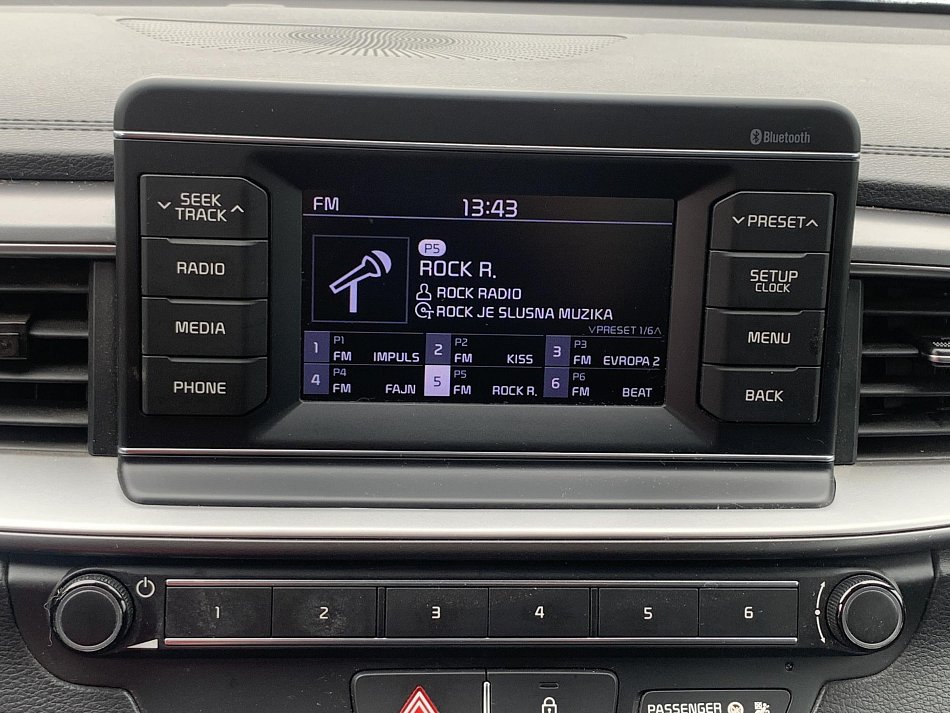 Bluetooth
SEEK
TRACK
RADIO
MEDIA
PHONE
FM 13:43
P5
ROCK R.
ROCK RADIO
ROCK JE SLUSNA MUZIKA
PRESET 1/6
1 P1 FM IMPULS
2 P2 FM KISS
3 P3 FM EVROPA 2
4 P4 FM FAJN
5 P5 FM ROCK R.
6 P6 FM BEAT
PRESET
SETUP
CLOCK
MENU
BACK
1 2 3 4 5 6
PASSENGER